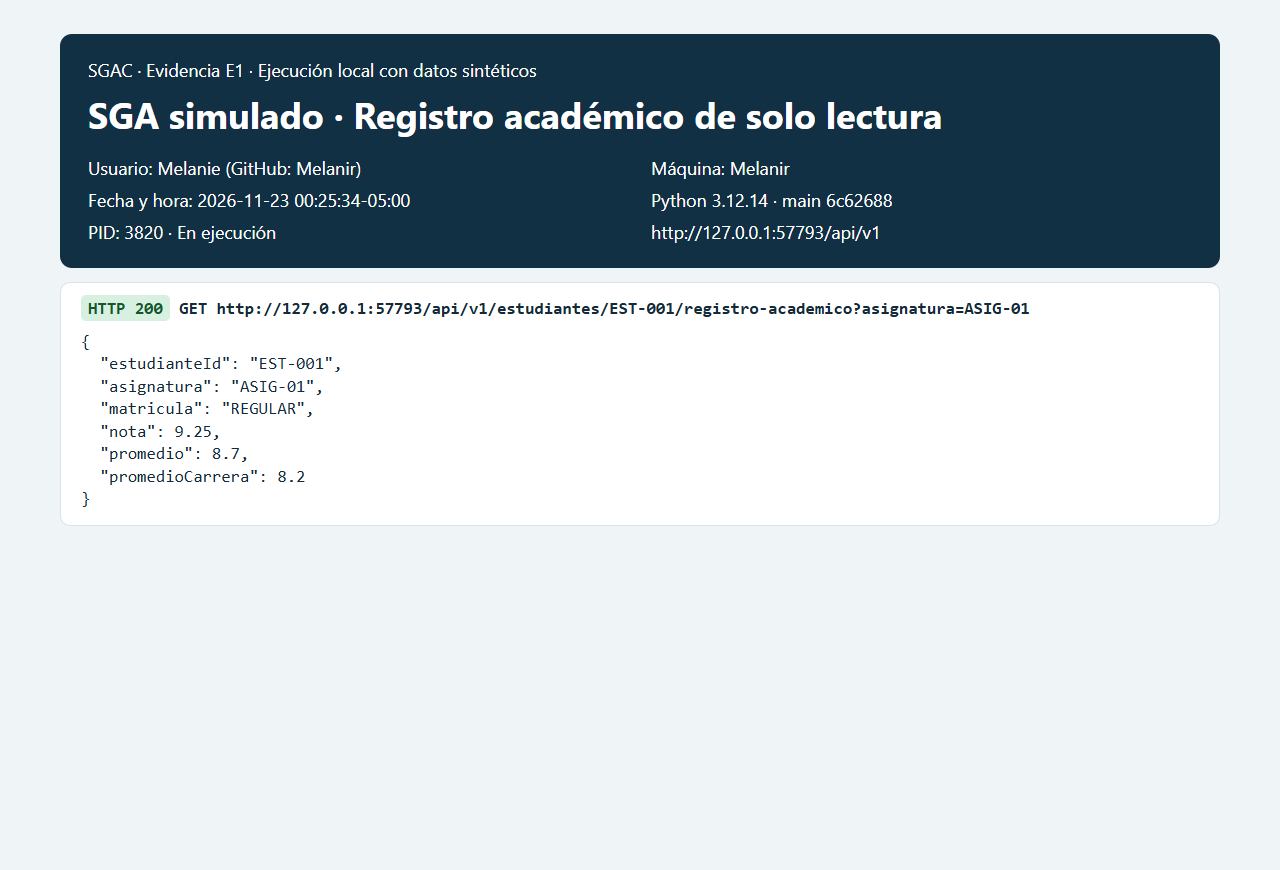 SGAC · Evidencia E1 · Ejecución local con datos sintéticos
SGA simulado · Registro académico de solo lectura
Usuario: Melanie (GitHub: Melanir)
Máquina: Melanir
Fecha y hora: 2026-11-23 00:25:34-05:00
Python 3.12.14 · main 6c62688
PID: 3820 · En ejecución
http://127.0.0.1:57793/api/v1
HTTP 200 GET http://127.0.0.1:57793/api/v1/estudiantes/EST-001/registro-academico?asignatura=ASIG-01
{
  "estudianteId": "EST-001",
  "asignatura": "ASIG-01",
  "matricula": "REGULAR",
  "nota": 9.25,
  "promedio": 8.7,
  "promedioCarrera": 8.2
}